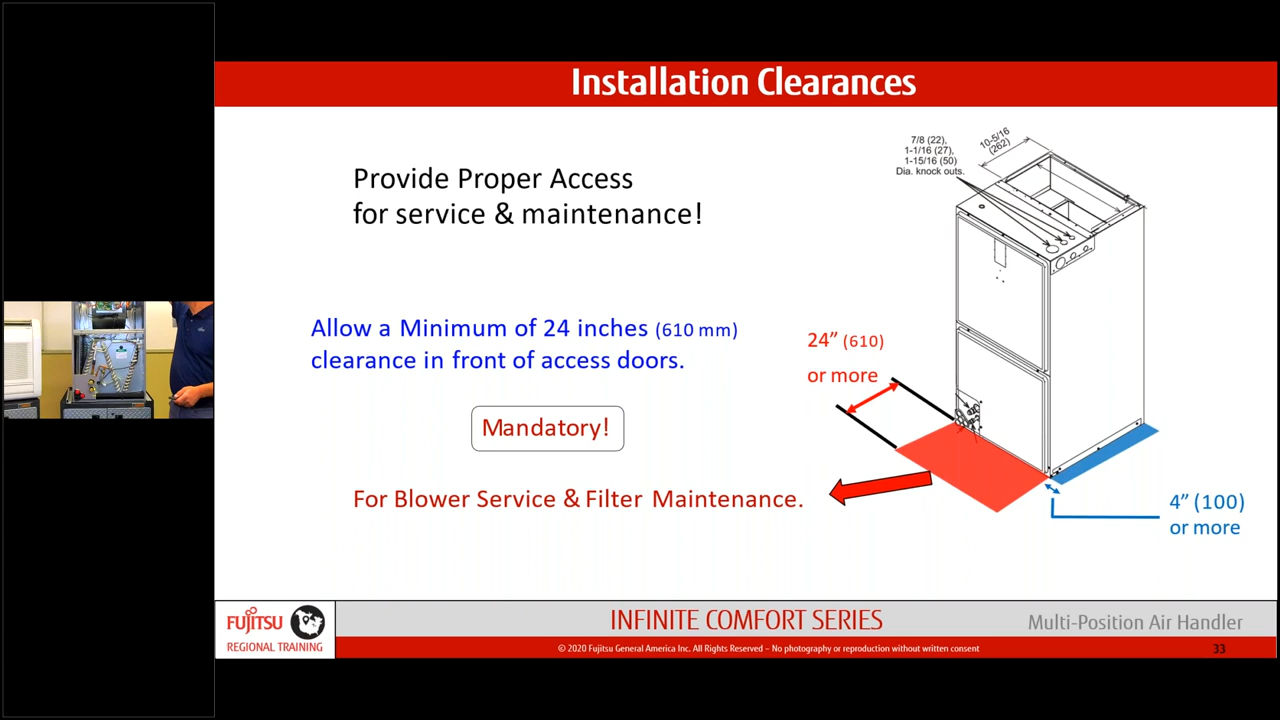 Installation Clearances
Provide Proper Access
for service & maintenance!
7/8 (22),
1-1/16 (27),
1-15/16 (50)
Dia. knock outs.
10-5/16
(262)
Allow a Minimum of 24 inches (610 mm)
clearance in front of access doors.
24” (610)
or more
Mandatory!
For Blower Service & Filter Maintenance.
4” (100)
or more
FUJITSU
REGIONAL TRAINING
INFINITE COMFORT SERIES
Multi-Position Air Handler
© 2020 Fujitsu General America Inc. All Rights Reserved – No photography or reproduction without written consent
33